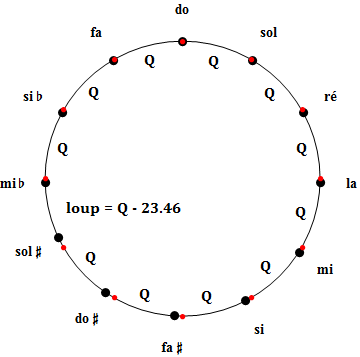 do
fa
sol
Q
Q
si ♭
Q
Q
ré
Q
Q
mi ♭
la
loup = Q - 23.46
Q
sol ♯
Q
Q
mi
do ♯
Q
Q
si
fa ♯